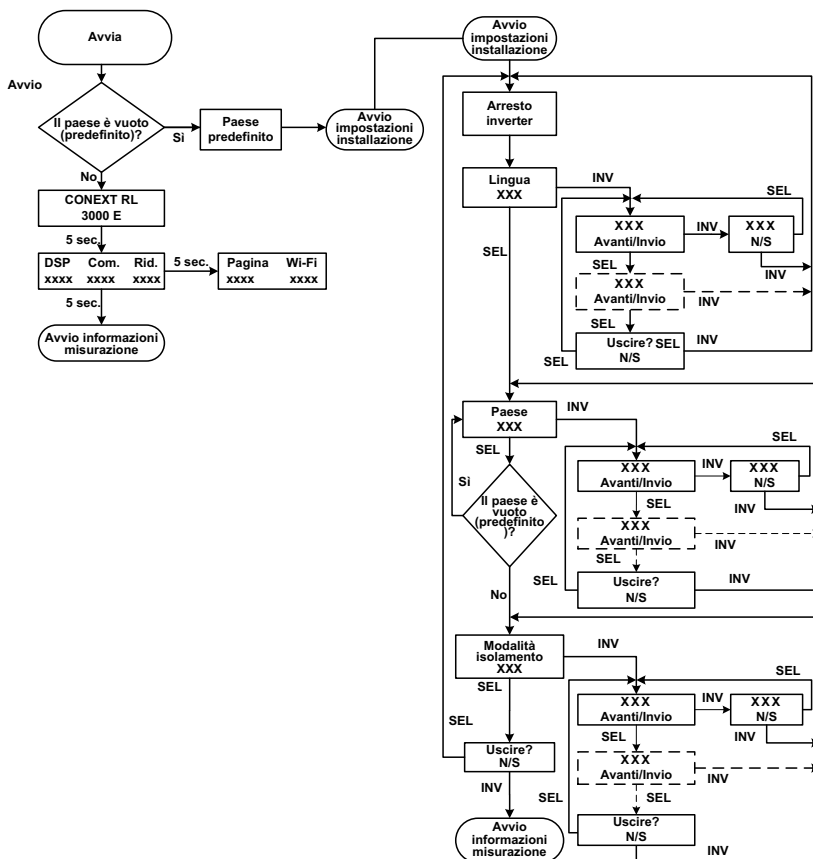 Avvia
Avvio
Il paese è vuoto
(predefinito)?
Sì
Paese
predefinito
Avvio
impostazioni
installazione
No
CONEXT RL
3000 E
5 sec.
DSP Com. Rid.
xxxx xxxx xxxx
5 sec.
Pagina Wi-Fi
xxxx xxxx
5 sec.
Avvio informazioni
misurazione
Avvio
impostazioni
installazione
Arresto
inverter
Lingua
XXX
INV
SEL
SEL
XXX
Avanti/Invio
INV
XXX
N/S
INV
SEL
XXX
Avanti/Invio
INV
SEL
Uscire? SEL
N/S
INV
SEL
Paese
XXX
INV
SEL
SEL
Sì
Il paese è
vuoto
(predefinito
)?
No
XXX
Avanti/Invio
INV
XXX
N/S
INV
SEL
XXX
Avanti/Invio
INV
SEL
Uscire?
N/S
INV
SEL
Modalità
isolamento
XXX
INV
SEL
SEL
SEL
XXX
Avanti/Invio
INV
XXX
N/S
INV
SEL
XXX
Avanti/Invio
INV
SEL
Uscire?
N/S
INV
SEL
Uscire?
N/S
INV
Avvio
informazioni
misurazione